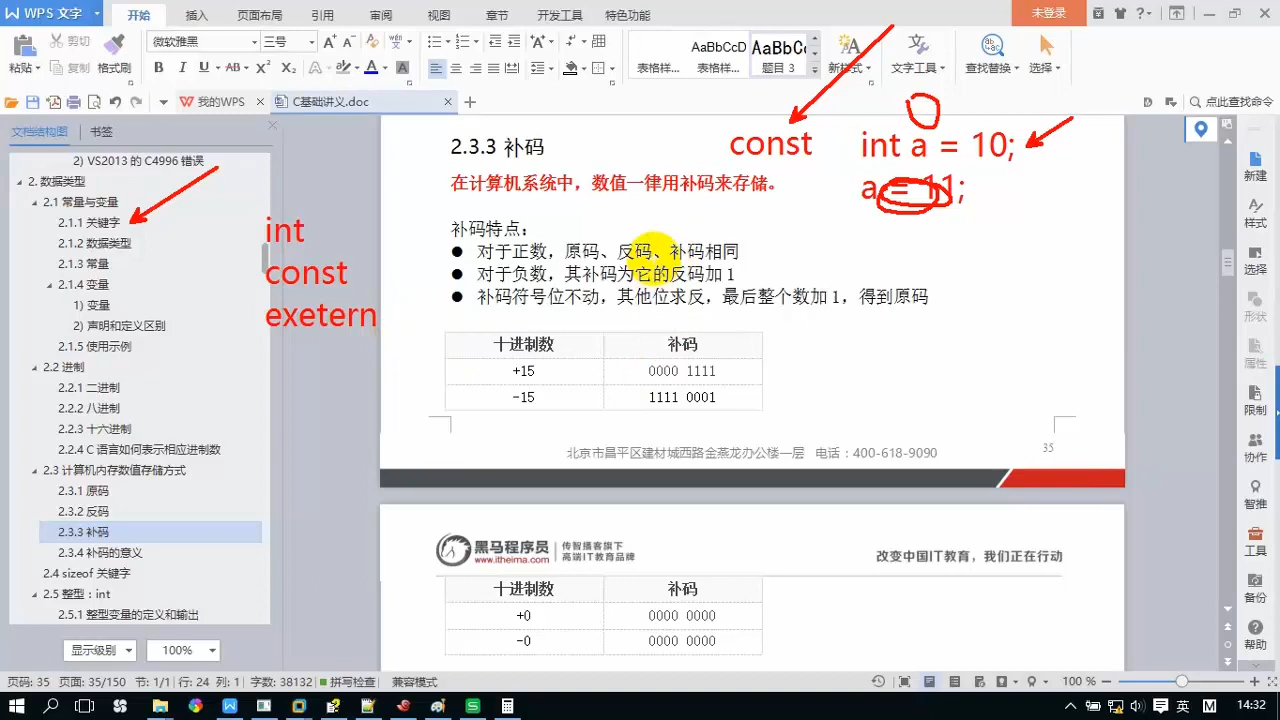 WPS 文字
开始 插入 页面布局 引用 审阅 视图 章节 开发工具 特色功能
未登录
粘贴 剪切 复制 格式刷
微软雅黑 三号
AaBbCcD AaBbCc
表格样... 表格样... 题目 3 新样式 文字工具 查找替换 选择
我的WPS C基础讲义.doc
点此查找命令
文档结构图 书签
2) VS2013 的 C4996 错误
2. 数据类型
2.1 常量与变量
2.1.1 关键字
2.1.2 数据类型
2.1.3 常量
2.1.4 变量
1) 变量
2) 声明和定义区别
2.1.5 使用示例
2.2 进制
2.2.1 二进制
2.2.2 八进制
2.2.3 十六进制
2.2.4 C 语言如何表示相应进制数
2.3 计算机内存数值存储方式
2.3.1 原码
2.3.2 反码
2.3.3 补码
2.3.4 补码的意义
2.4 sizeof 关键字
2.5 整型：int
2.5.1 整型变量的定义和输出
显示级别 100%
int
const
exetern
2.3.3 补码
const int a = 10;
a = 11;
在计算机系统中，数值一律用补码来存储。
补码特点：
● 对于正数，原码、反码、补码相同
● 对于负数，其补码为它的反码加 1
● 补码符号位不动，其他位求反，最后整个数加 1，得到原码
十进制数 补码
+15 0000 1111
-15 1111 0001
北京市昌平区建材城西路金燕龙办公楼一层 电话：400-618-9090 35
黑马程序员 www.itheima.com 传智播客旗下 高端IT教育品牌
改变中国IT教育，我们正在行动
十进制数 补码
+0 0000 0000
-0 0000 0000
新建
样式
选择
形状
属性
限制
协作
智推
工具
备份
帮助
页码: 35 页面: 35/150 节: 1/1 行: 24 列: 1 字数: 38132 拼写检查 兼容模式
100 %
英 M 14:32